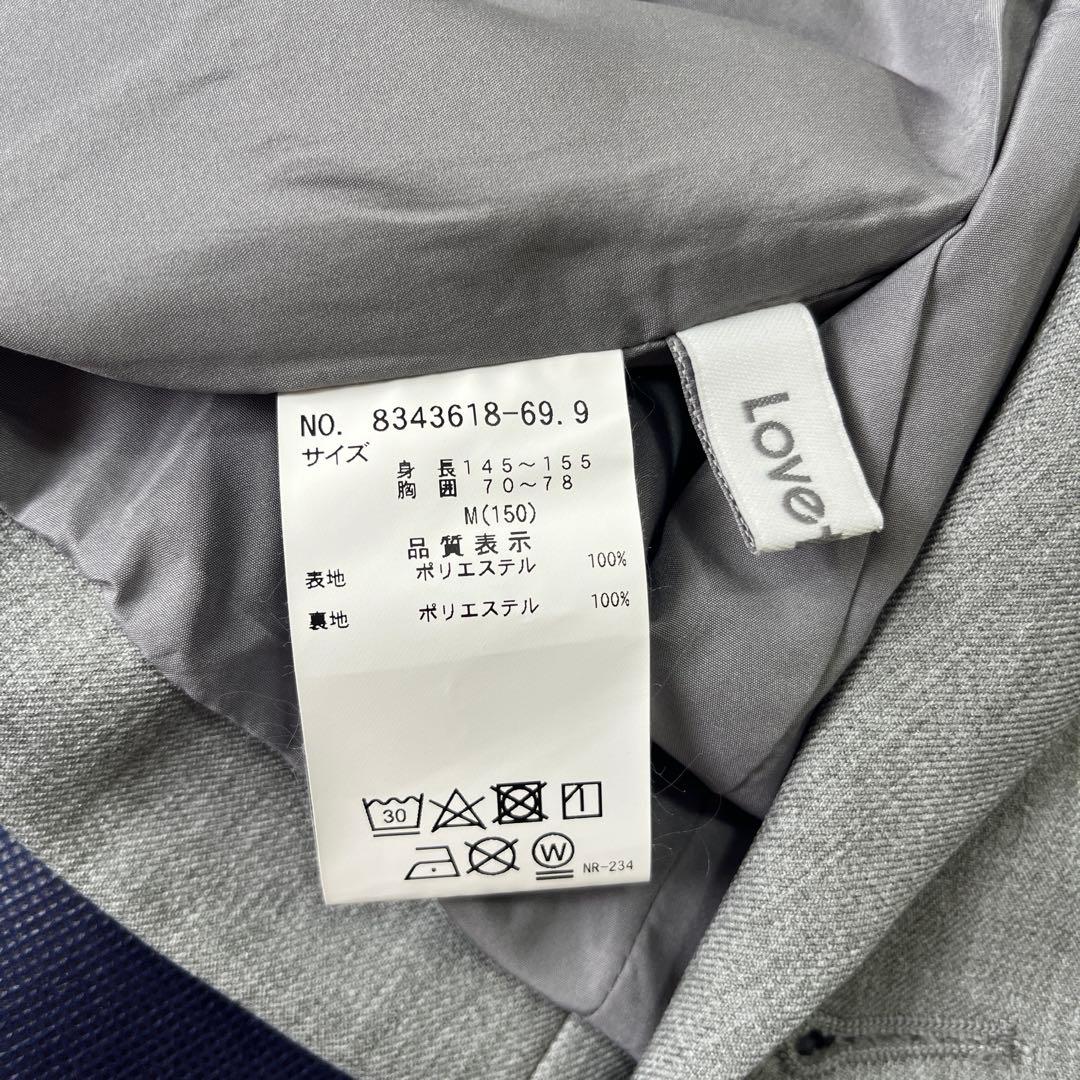 NO. 8343618-69.9
サイズ
身長145~155
胸囲 70~78
M(150)
品質表示
表地 ポリエステル 100%
裏地 ポリエステル 100%
30
W
NR-234
Love